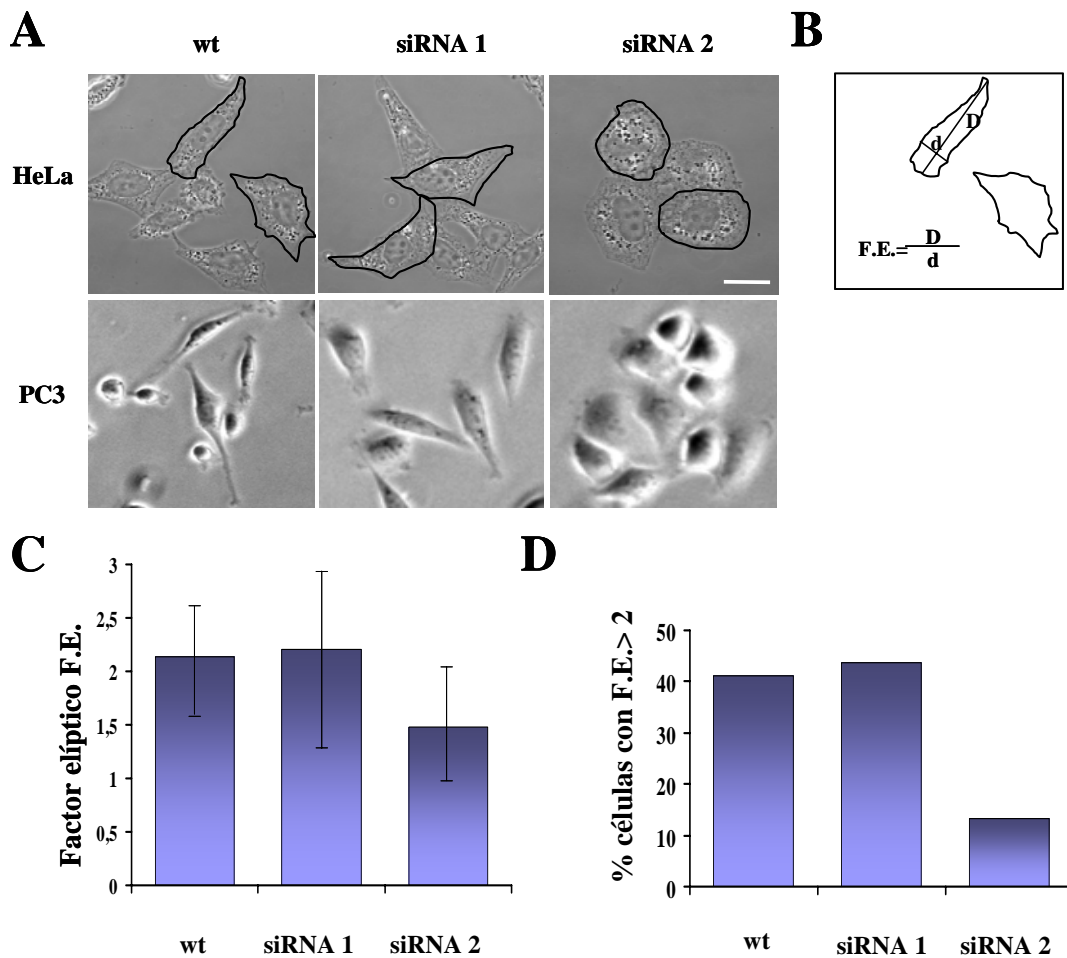 A
B
wt
siRNA 1
siRNA 2
HeLa
PC3
D
d
F.E.= D
d
C
Factor elíptico F.E.
3
2,5
2
1,5
1
0,5
0
wt
siRNA 1
siRNA 2
D
% células con F.E.> 2
50
40
30
20
10
0
wt
siRNA 1
siRNA 2